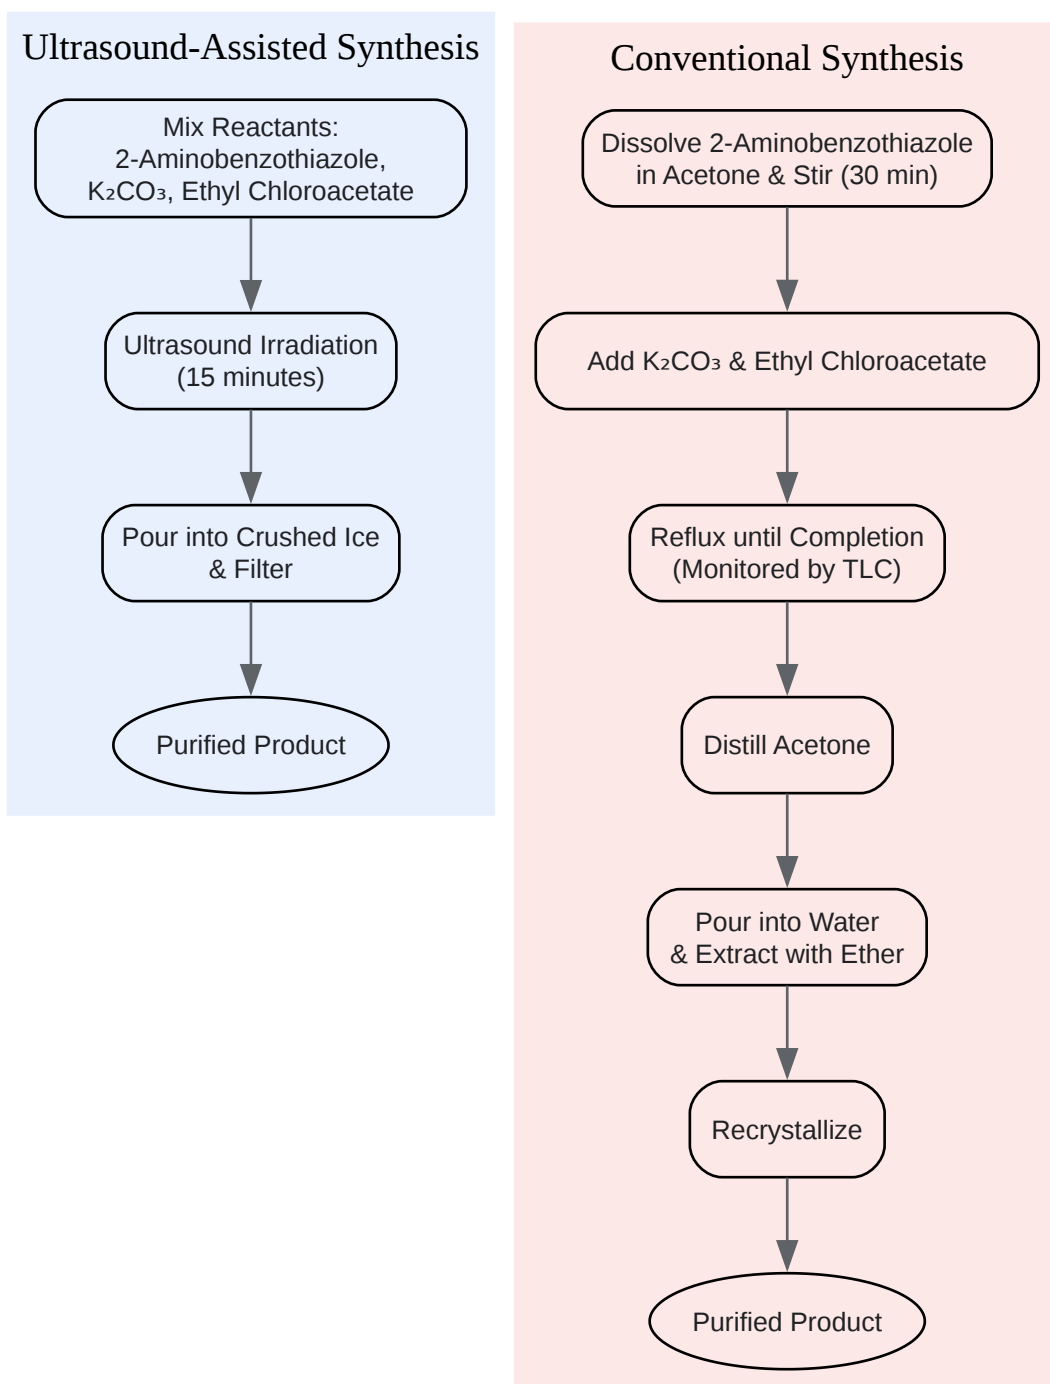 Ultrasound-Assisted Synthesis
Mix Reactants:
2-Aminobenzothiazole,
K₂CO₃, Ethyl Chloroacetate
Ultrasound Irradiation
(15 minutes)
Pour into Crushed Ice
& Filter
Purified Product
Conventional Synthesis
Dissolve 2-Aminobenzothiazole
in Acetone & Stir (30 min)
Add K₂CO₃ & Ethyl Chloroacetate
Reflux until Completion
(Monitored by TLC)
Distill Acetone
Pour into Water
& Extract with Ether
Recrystallize
Purified Product